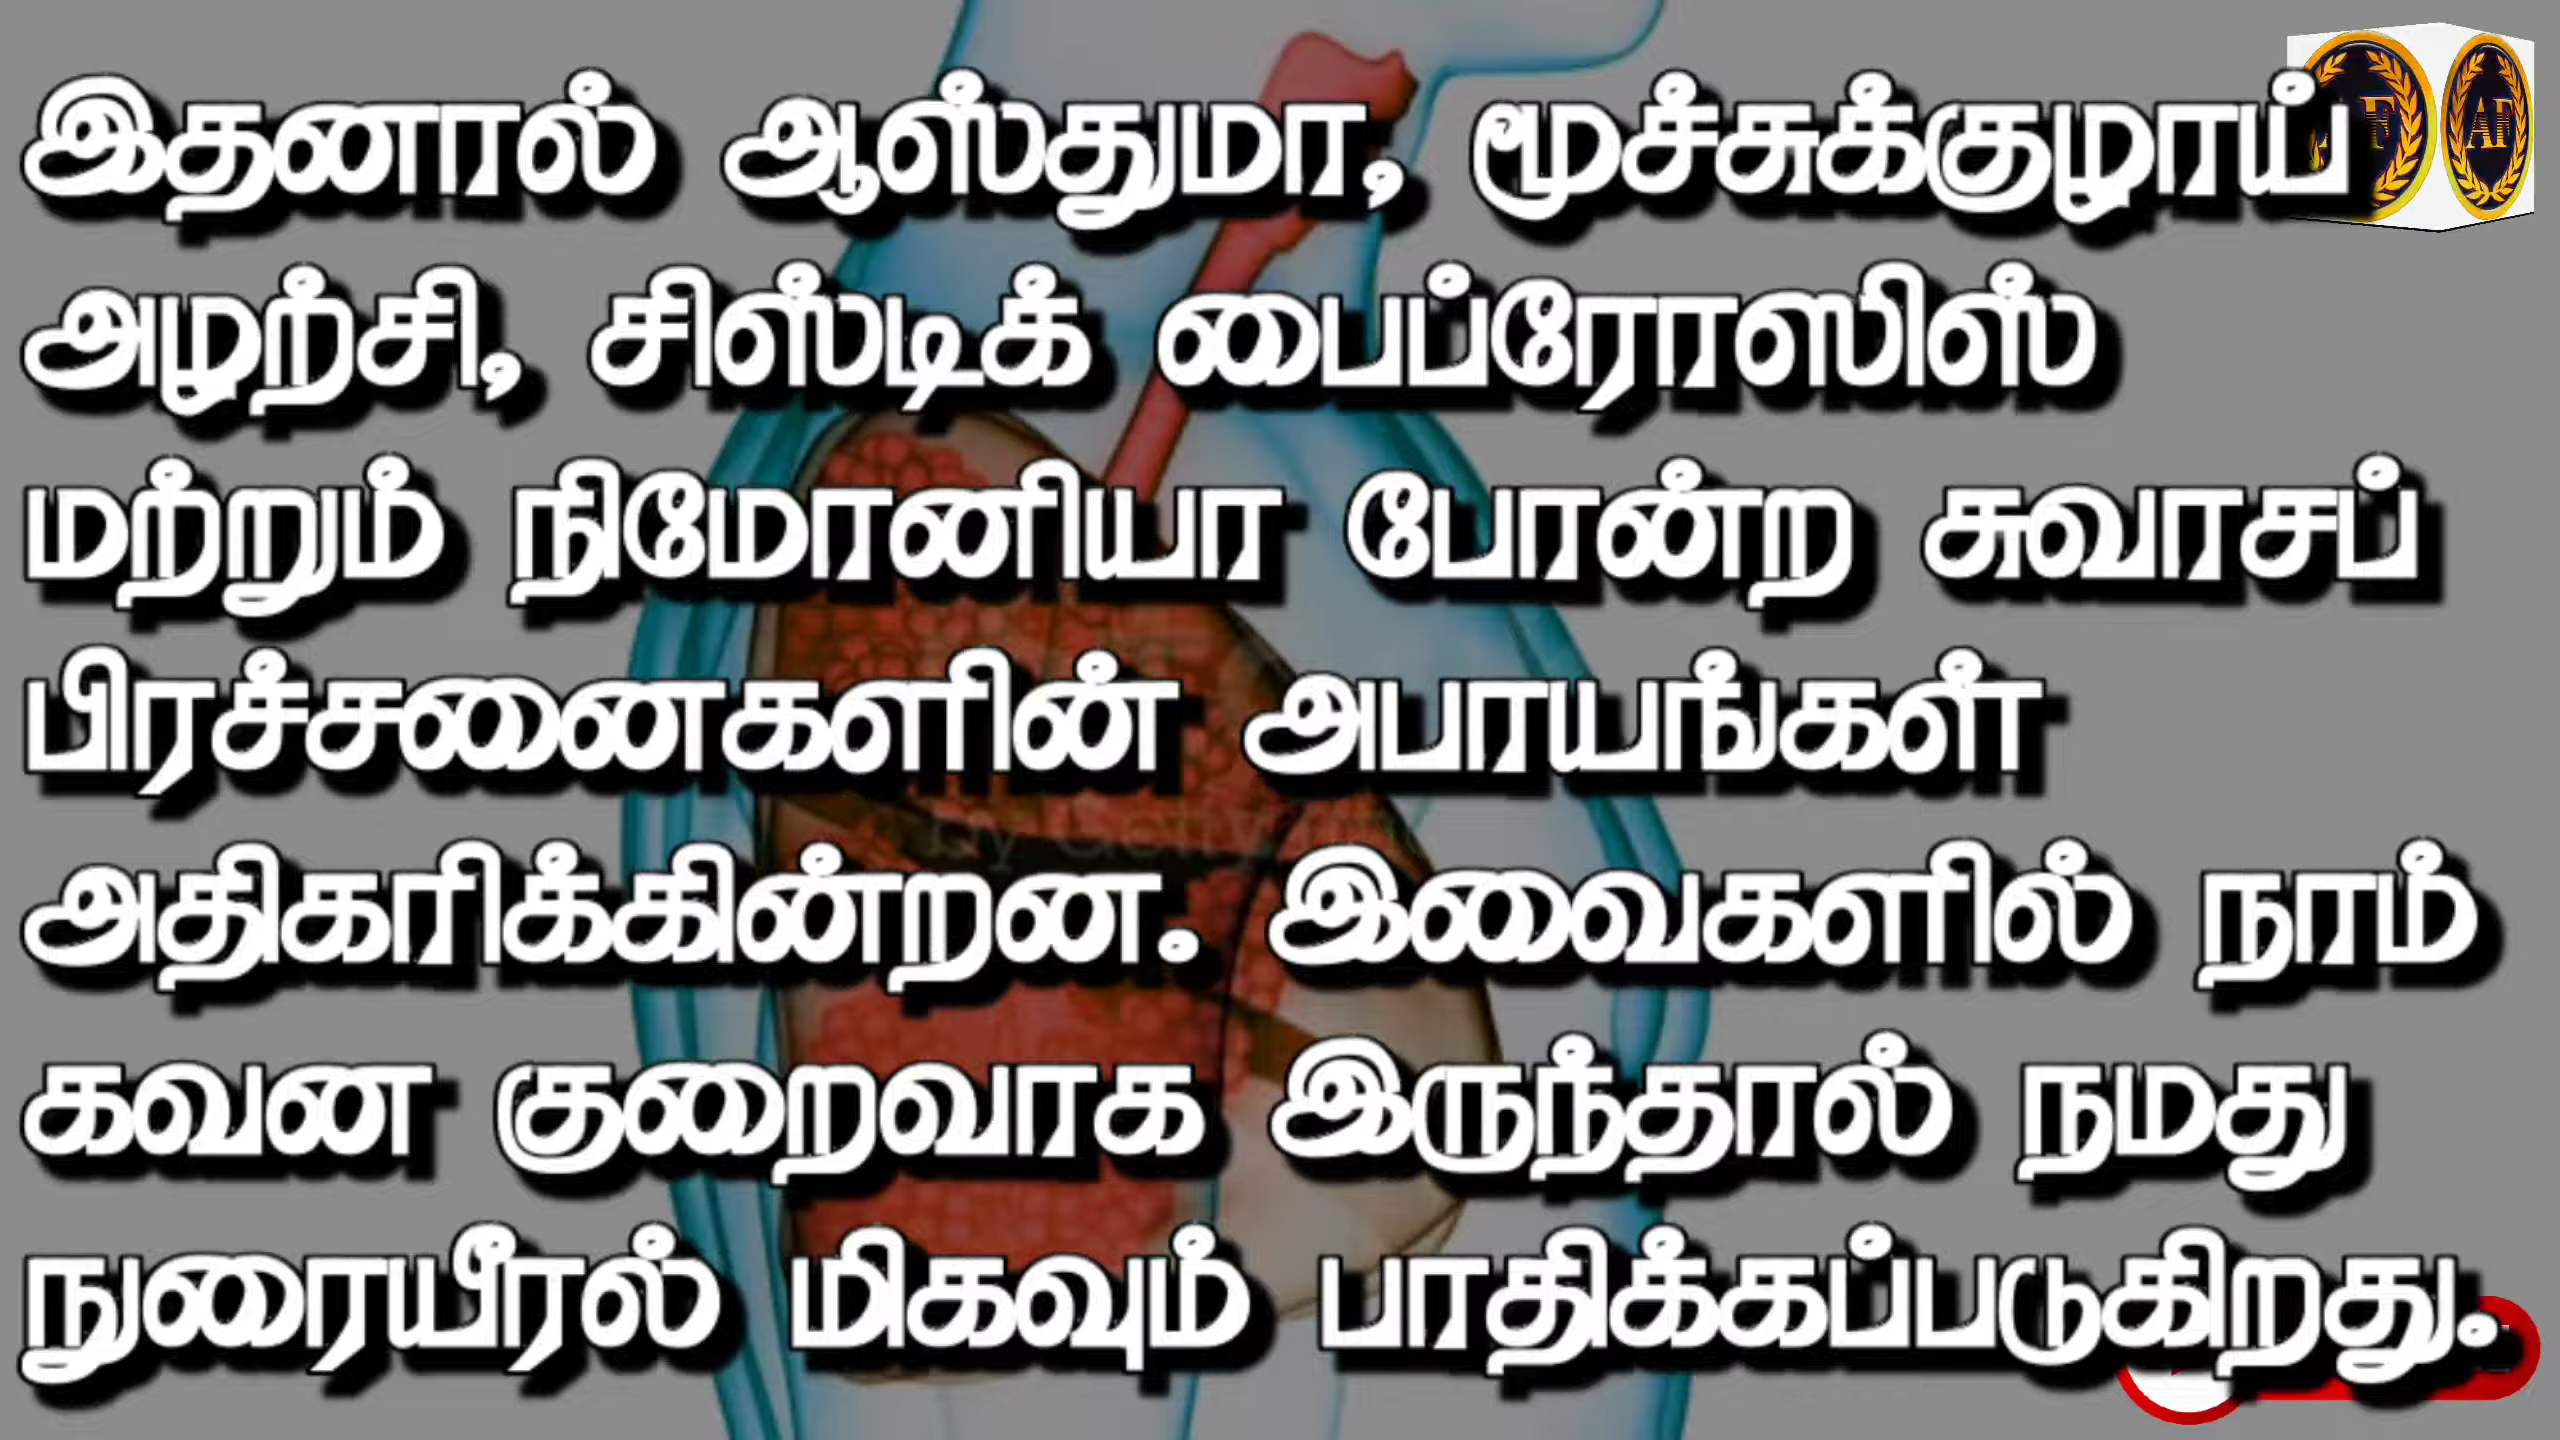 இதனால் ஆஸ்துமா, மூச்சுக்குழாய்
அழற்சி, சிஸ்டிக் பைப்ரோஸிஸ்
மற்றும் நிமோனியா போன்ற சுவாசப்
பிரச்சனைகளின் அபாயங்கள்
அதிகரிக்கின்றன. இவைகளில் நாம்
கவன குறைவாக இருந்தால் நமது
நுரையீரல் மிகவும் பாதிக்கப்படுகிறது.
AF